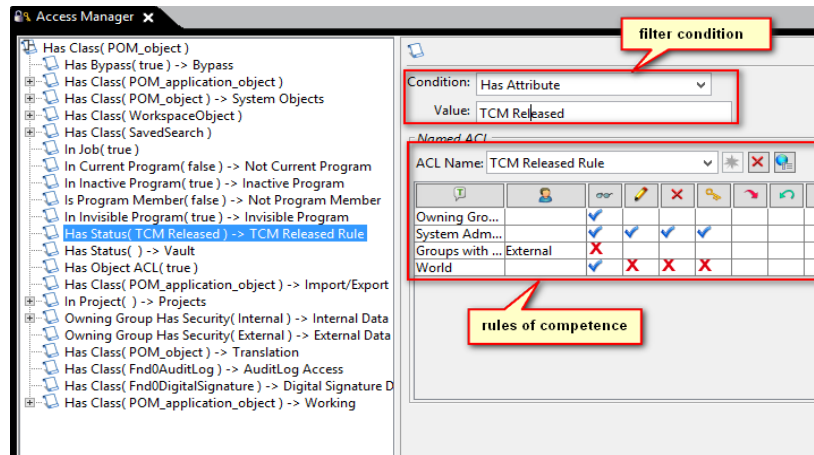 Access Manager
Has Class( POM_object )
Has Bypass( true ) -> Bypass
Has Class( POM_application_object )
Has Class( POM_object ) -> System Objects
Has Class( WorkspaceObject )
Has Class( SavedSearch )
In Job( true )
In Current Program( false ) -> Not Current Program
In Inactive Program( true ) -> Inactive Program
Is Program Member( false ) -> Not Program Member
In Invisible Program( true ) -> Invisible Program
Has Status( TCM Released ) -> TCM Released Rule
Has Status( ) -> Vault
Has Object ACL( true )
Has Class( POM_application_object ) -> Import/Export
In Project( ) -> Projects
Owning Group Has Security( Internal ) -> Internal Data
Owning Group Has Security( External ) -> External Data
Has Class( POM_object ) -> Translation
Has Class( Fnd0AuditLog ) -> AuditLog Access
Has Class( Fnd0DigitalSignature ) -> Digital Signature D
Has Class( POM_application_object ) -> Working
filter condition
Condition: Has Attribute
Value: TCM Released
Named ACL
ACL Name: TCM Released Rule
Owning Gro...
System Adm...
Groups with ... External
World
rules of competence